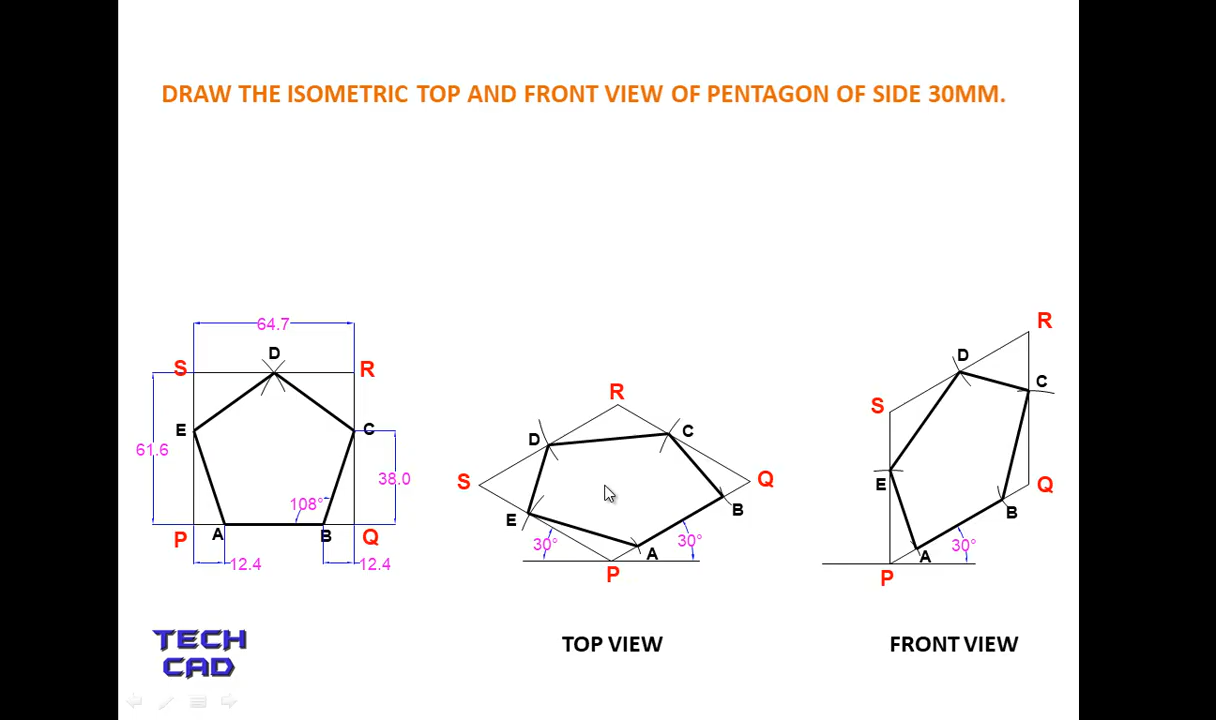 DRAW THE ISOMETRIC TOP AND FRONT VIEW OF PENTAGON OF SIDE 30MM.
64.7
D
S
R
E
C
61.6
38.0
108°
P
A
B
Q
12.4
12.4
R
D
C
S
Q
E
B
30°
30°
A
P
R
D
C
S
E
Q
B
A
30°
P
TECH
CAD
TOP VIEW
FRONT VIEW